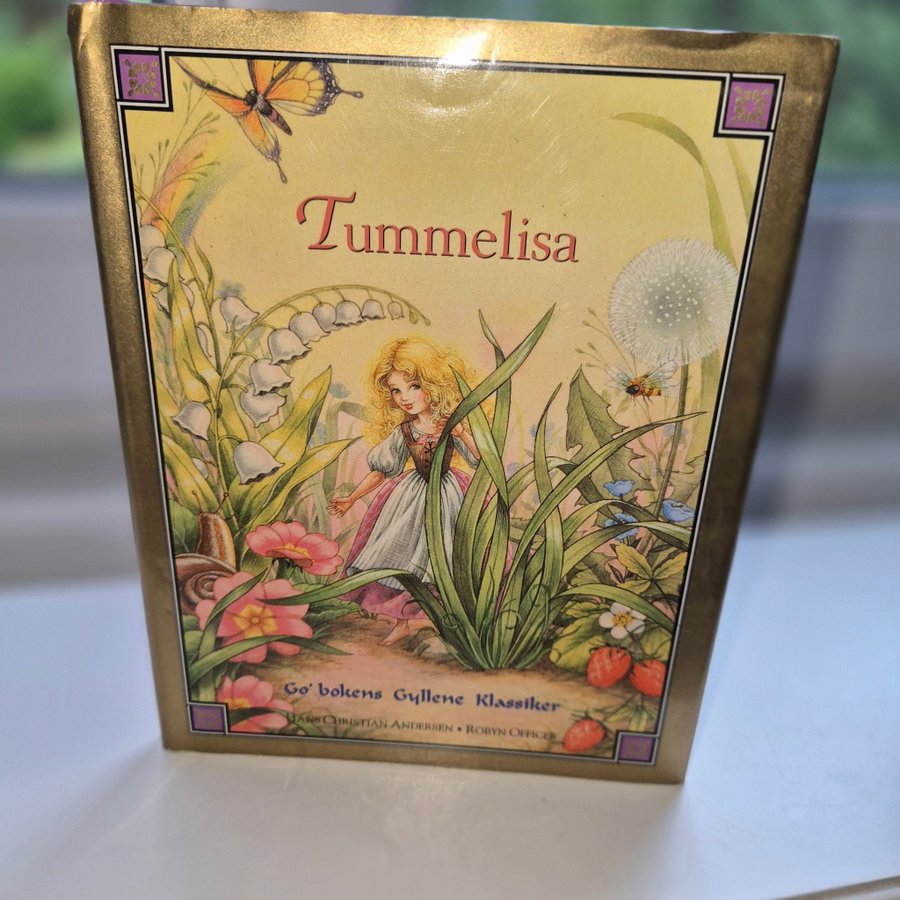 Tummelisa
Go' bokens Gyllene Klassiker
Hans Christian Andersen • Robyn Officer